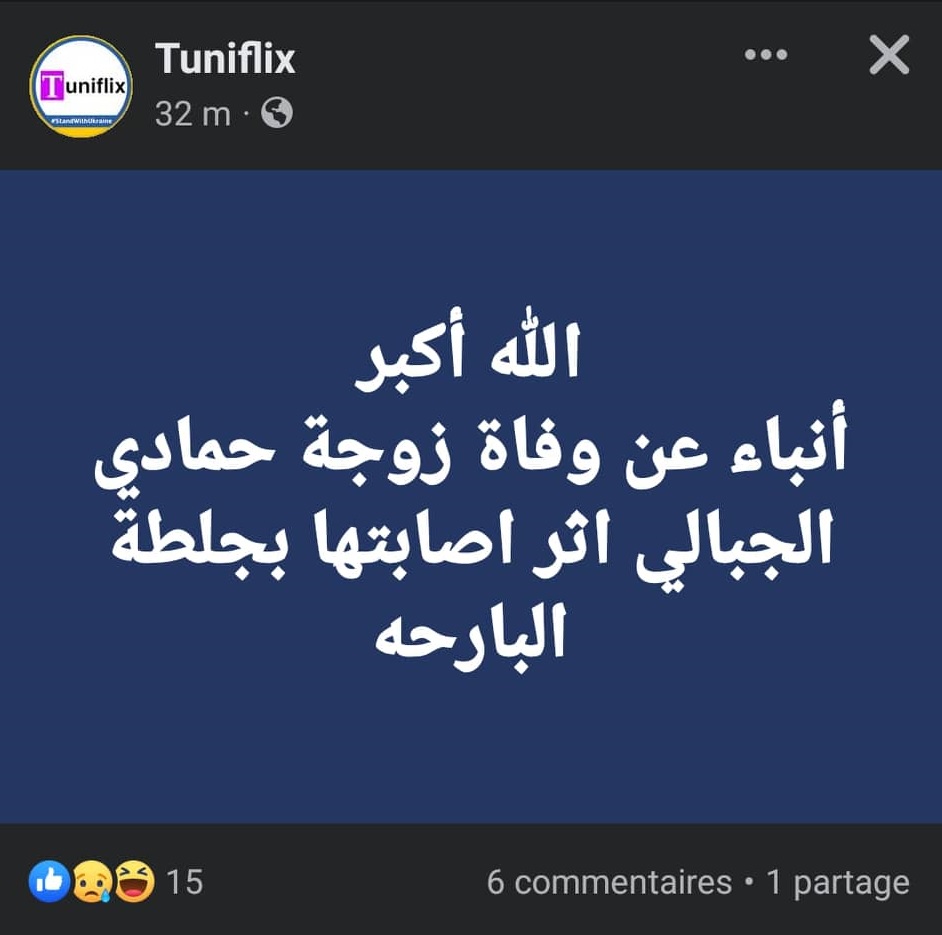 Tuniflix
32 m ·
Tuniflix
#StandWithUkraine
الله أكبر
أنباء عن وفاة زوجة حمادي
الجبالي اثر اصابتها بجلطة
البارحه
15
6 commentaires • 1 partage